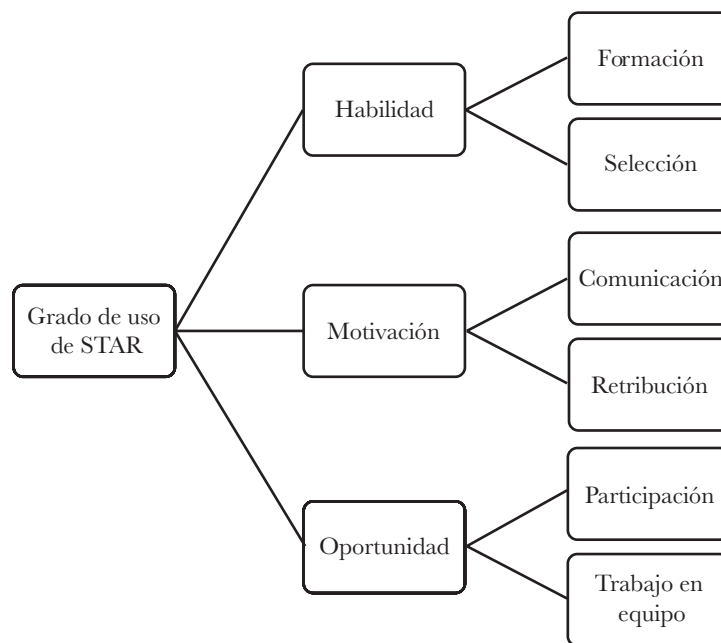 Grado de uso
de STAR
Habilidad
Formación
Selección
Motivación
Comunicación
Retribución
Oportunidad
Participación
Trabajo en
equipo